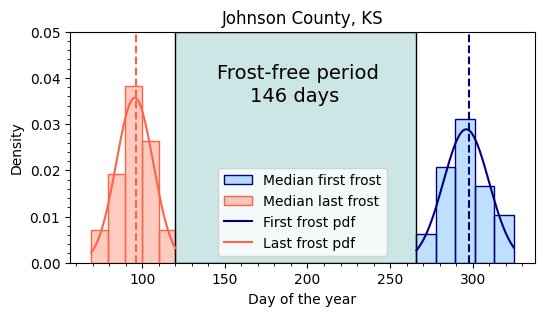 Johnson County, KS
0.05
0.04
0.03
0.02
0.01
0.00
Density
Frost-free period
146 days
Median first frost
Median last frost
First frost pdf
Last frost pdf
100
150
200
250
300
Day of the year